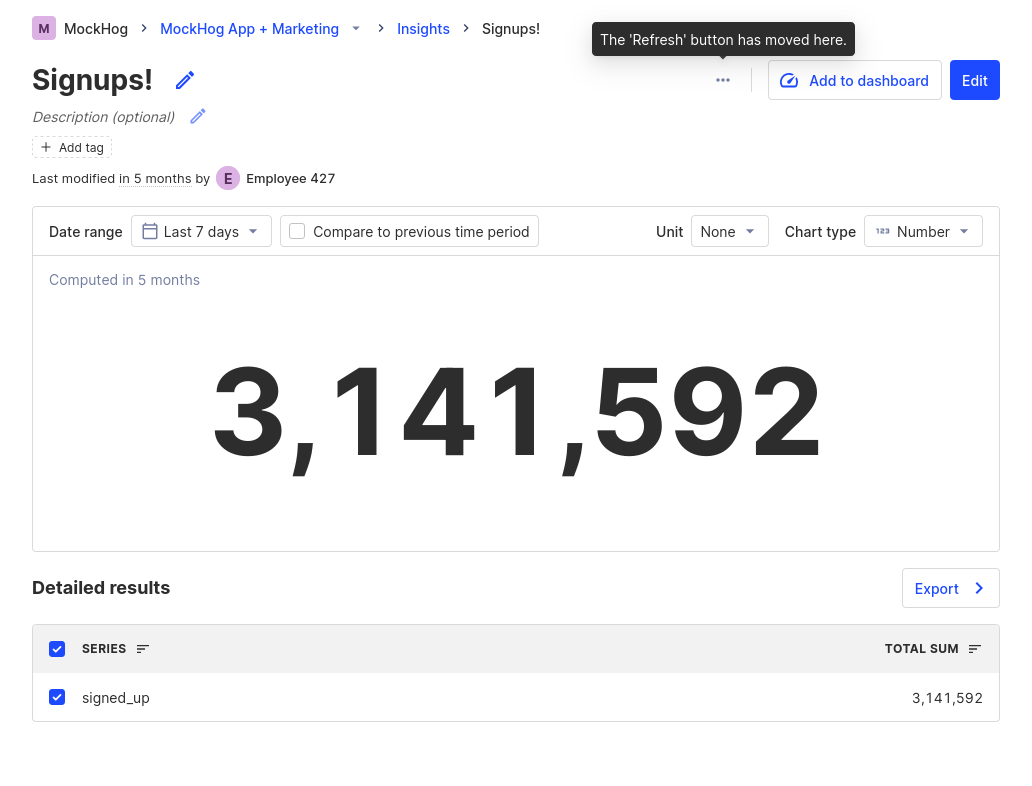 M MockHog MockHog App + Marketing Insights Signups!
The 'Refresh' button has moved here.
Signups!
Add to dashboard Edit
Description (optional)
Add tag
Last modified in 5 months by E Employee 427
Date range Last 7 days Compare to previous time period Unit None Chart type 123 Number
Computed in 5 months
3,141,592
Detailed results Export
SERIES TOTAL SUM
signed_up 3,141,592